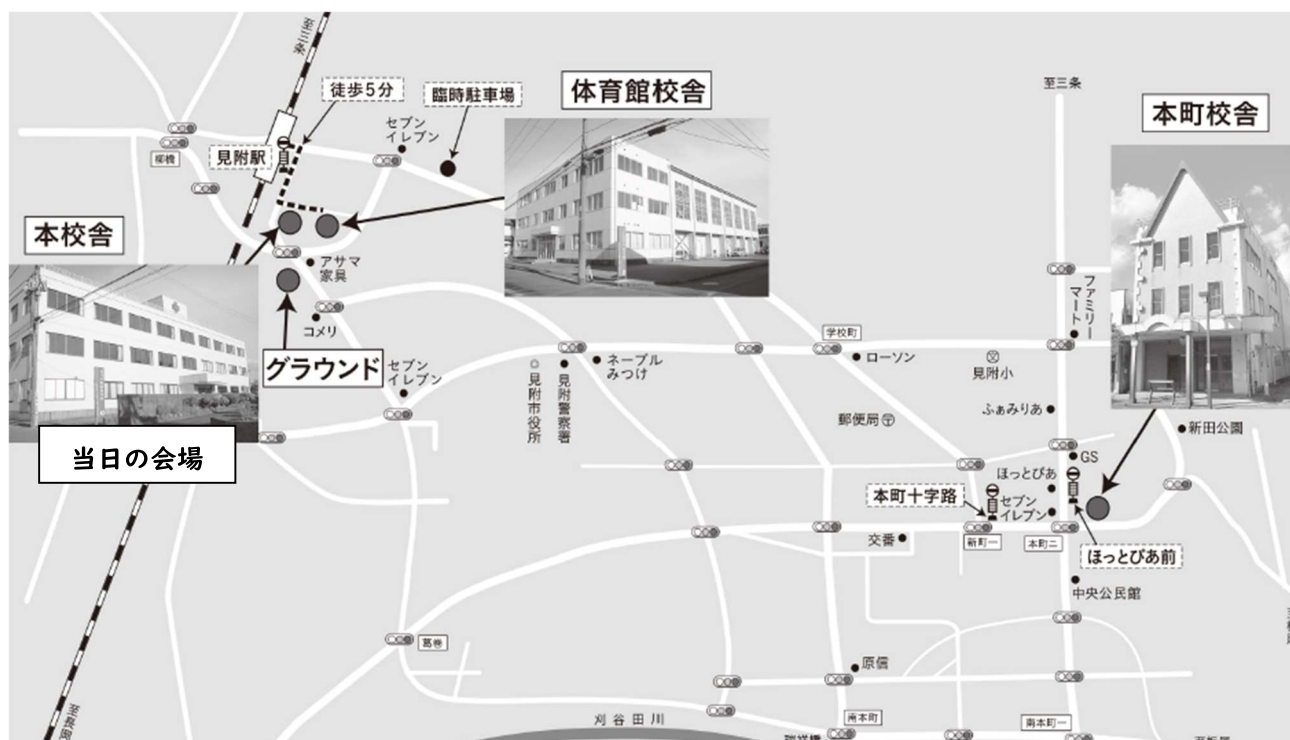 至三条
徒歩5分
臨時駐車場
体育館校舎
至三条
本町校舎
セブン
イレブン
見附駅
柳橋
本校舎
アサマ
家具
コメリ
グラウンド
ファミリー
マート
学校町
ローソン
見附小
ネーブル
みつけ
見附市役所
見附警察署
セブン
イレブン
ふぁみりあ
郵便局
新田公園
当日の会場
GS
ほっとぴあ
本町十字路
セブン
イレブン
交番
新町一
本町二
ほっとぴあ前
中央公民館
葛巻
原信
刈谷田川
南本町
南本町一